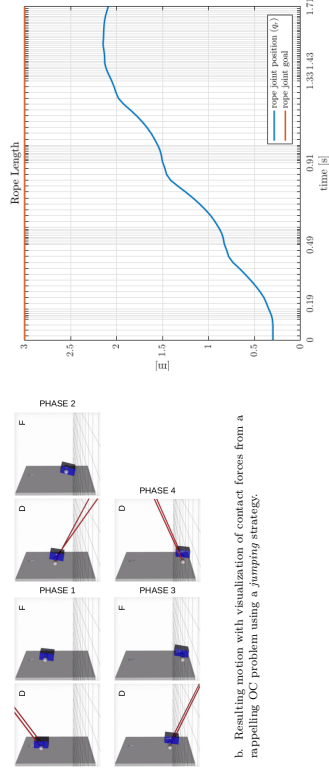 D
F
PHASE 1
D
F
PHASE 2
D
F
PHASE 3
D
PHASE 4
b. Resulting motion with visualization of contact forces from a
rappelling OC problem using a jumping strategy.
Rope Length
3
2.5
2
1.5
1
0.5
0
[m]
rope joint position (qr)
rope joint goal
0 0.19 0.49 0.91 1.33 1.43 1.71
time [s]